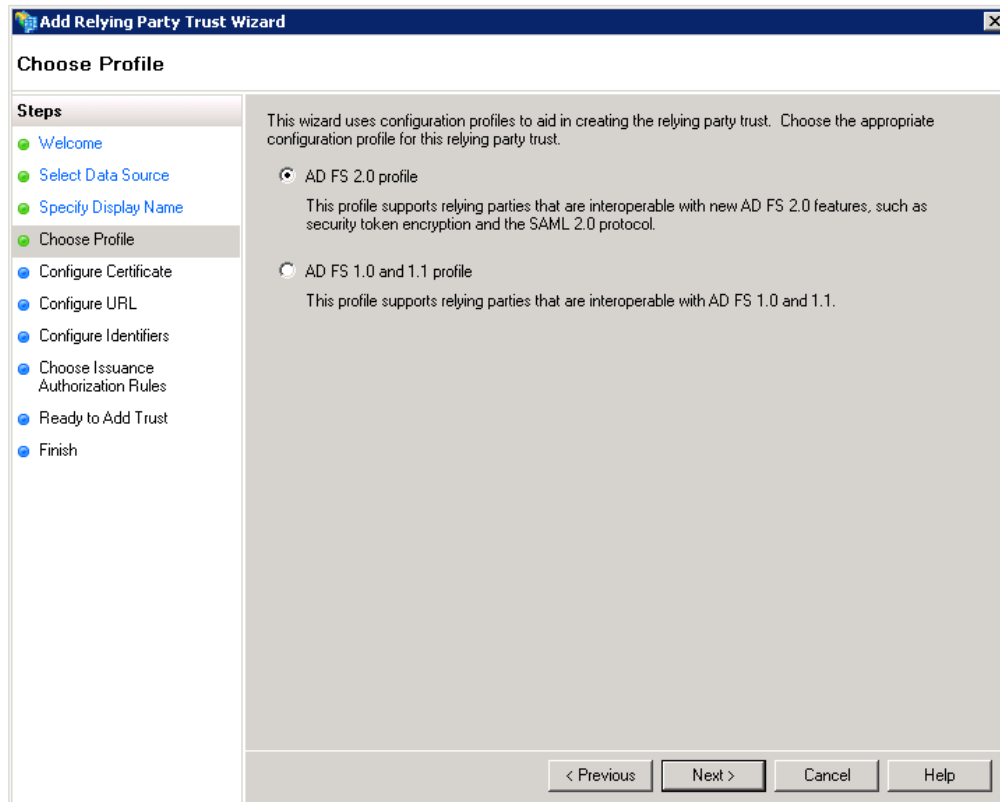 Add Relying Party Trust Wizard
Choose Profile
Steps
Welcome
Select Data Source
Specify Display Name
Choose Profile
Configure Certificate
Configure URL
Configure Identifiers
Choose Issuance
Authorization Rules
Ready to Add Trust
Finish
This wizard uses configuration profiles to aid in creating the relying party trust. Choose the appropriate
configuration profile for this relying party trust.
AD FS 2.0 profile
This profile supports relying parties that are interoperable with new AD FS 2.0 features, such as
security token encryption and the SAML 2.0 protocol.
AD FS 1.0 and 1.1 profile
This profile supports relying parties that are interoperable with AD FS 1.0 and 1.1.
< Previous
Next >
Cancel
Help